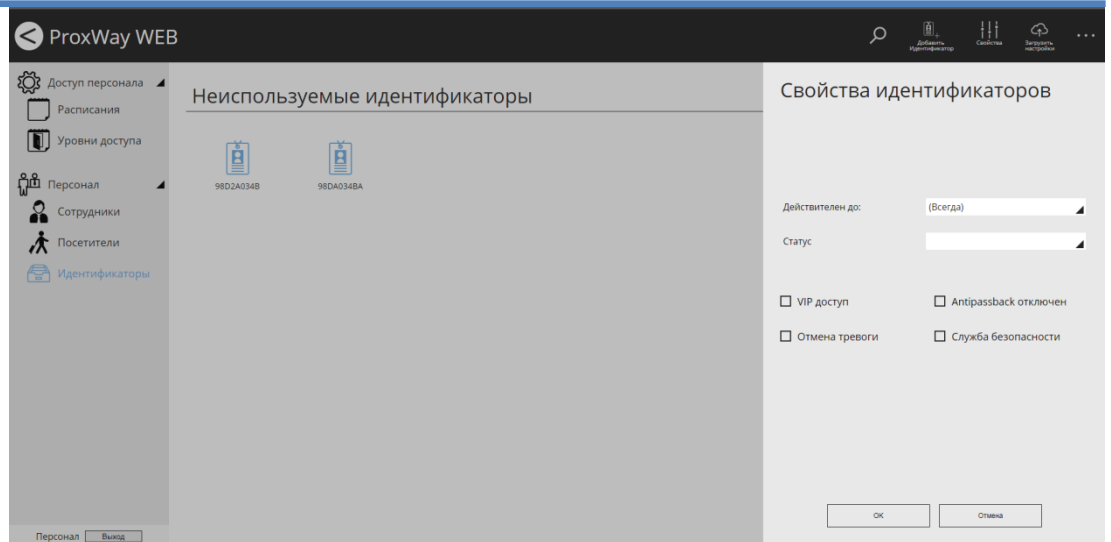 ProxWay WEB
Добавить
Идентификатор
Свойства
Загрузить
настройки
Доступ персонала
Расписания
Уровни доступа
Персонал
Сотрудники
Посетители
Идентификаторы
Персонал
Выход
Неиспользуемые идентификаторы
98D2A034B
98DA034BA
Свойства идентификаторов
Действителен до:
(Всегда)
Статус
VIP доступ
Antipassback отключен
Отмена тревоги
Служба безопасности
ОК
Отмена